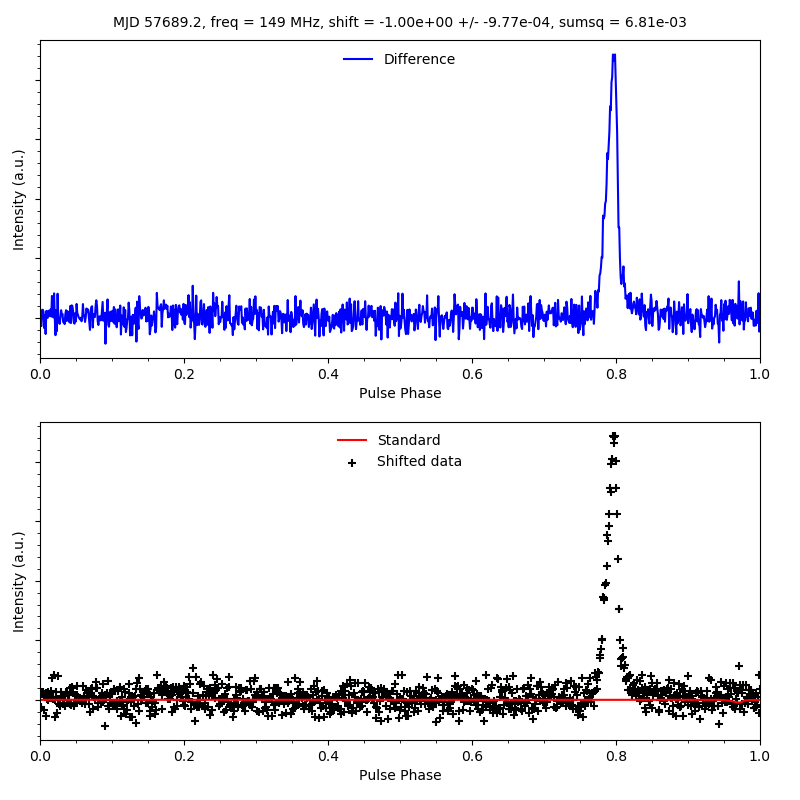 MJD 57689.2, freq = 149 MHz, shift = -1.00e+00 +/- -9.77e-04, sumsq = 6.81e-03
Difference
Intensity (a.u.)
0.0 0.2 0.4 0.6 0.8 1.0
Pulse Phase
Standard
Shifted data
Intensity (a.u.)
0.0 0.2 0.4 0.6 0.8 1.0
Pulse Phase